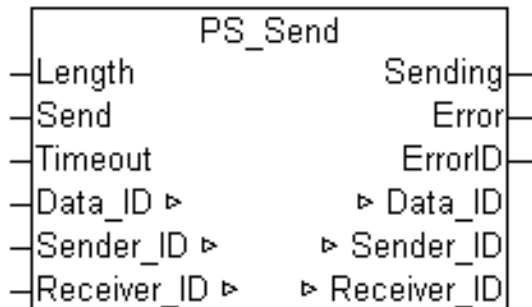 PS_Send
Length Sending
Send Error
Timeout ErrorID
Data_ID ▹ ▹ Data_ID
Sender_ID ▹ ▹ Sender_ID
Receiver_ID ▹ ▹ Receiver_ID